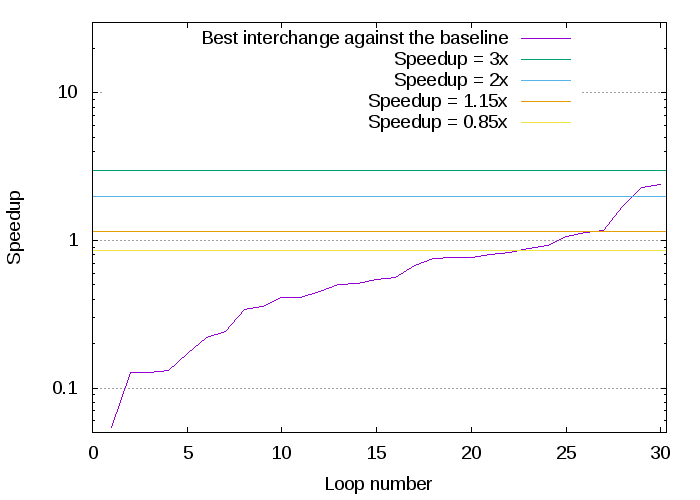 Best interchange against the baseline
Speedup = 3x
Speedup = 2x
Speedup = 1.15x
Speedup = 0.85x
10
1
0.1
Speedup
0 5 10 15 20 25 30
Loop number